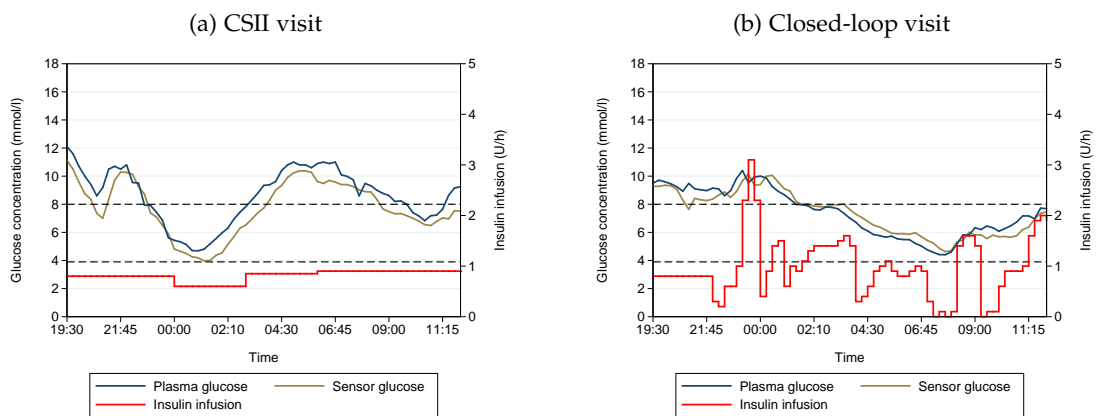 (a) CSII visit
18
16
14
12
10
8
6
4
2
0
Glucose concentration (mmol/l)
5
4
3
2
1
0
Insulin infusion (U/h)
19:30 21:45 00:00 02:10 04:30 06:45 09:00 11:15
Time
Plasma glucose Sensor glucose
Insulin infusion
(b) Closed-loop visit
18
16
14
12
10
8
6
4
2
0
Glucose concentration (mmol/l)
5
4
3
2
1
0
Insulin infusion (U/h)
19:30 21:45 00:00 02:10 04:30 06:45 09:00 11:15
Time
Plasma glucose Sensor glucose
Insulin infusion